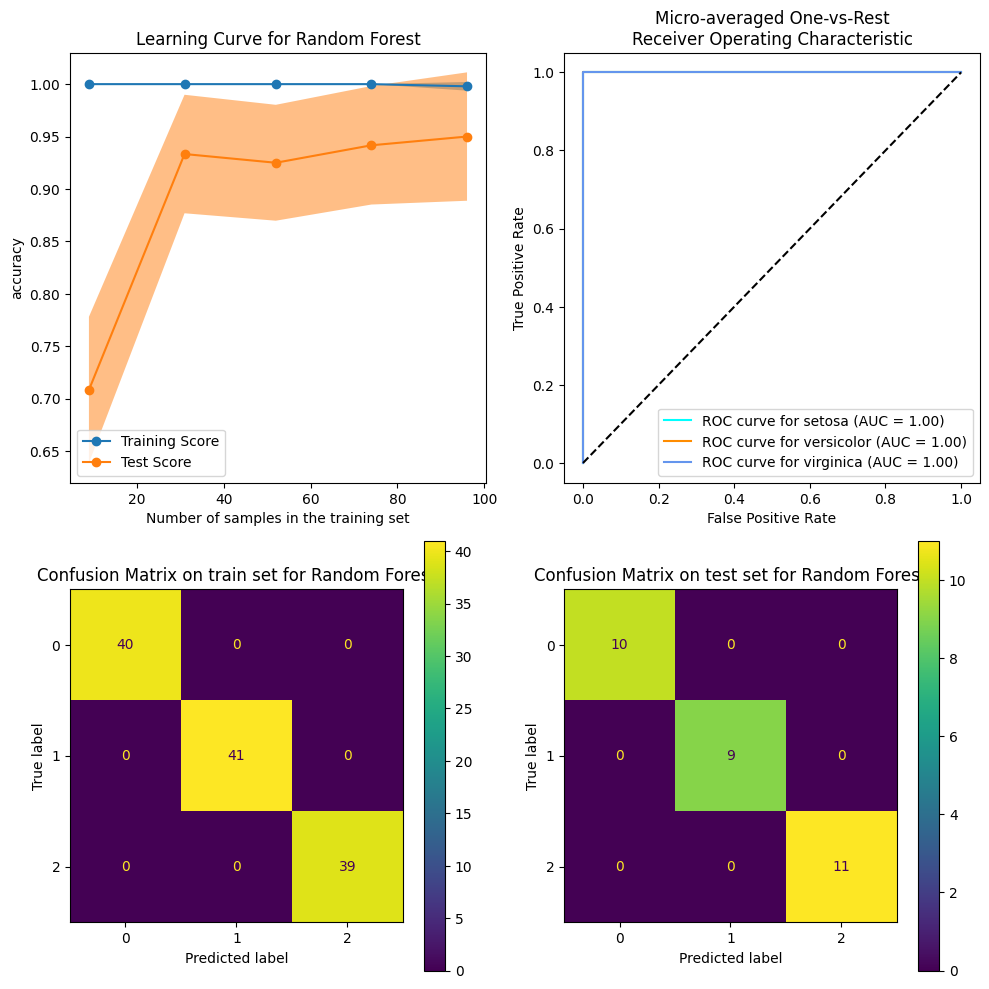 Learning Curve for Random Forest
1.00
0.95
0.90
0.85
0.80
0.75
0.70
0.65
accuracy
Training Score
Test Score
20
40
60
80
100
Number of samples in the training set
Micro-averaged One-vs-Rest
Receiver Operating Characteristic
1.0
0.8
0.6
0.4
0.2
0.0
True Positive Rate
ROC curve for setosa (AUC = 1.00)
ROC curve for versicolor (AUC = 1.00)
ROC curve for virginica (AUC = 1.00)
0.0
0.2
0.4
0.6
0.8
1.0
False Positive Rate
Confusion Matrix on train set for Random Fores
0
1
2
True label
40 0 0
0 41 0
0 0 39
0
1
2
Predicted label
40
35
30
25
20
15
10
5
0
Confusion Matrix on test set for Random Fores
0
1
2
True label
10 0 0
0 9 0
0 0 11
0
1
2
Predicted label
10
8
6
4
2
0